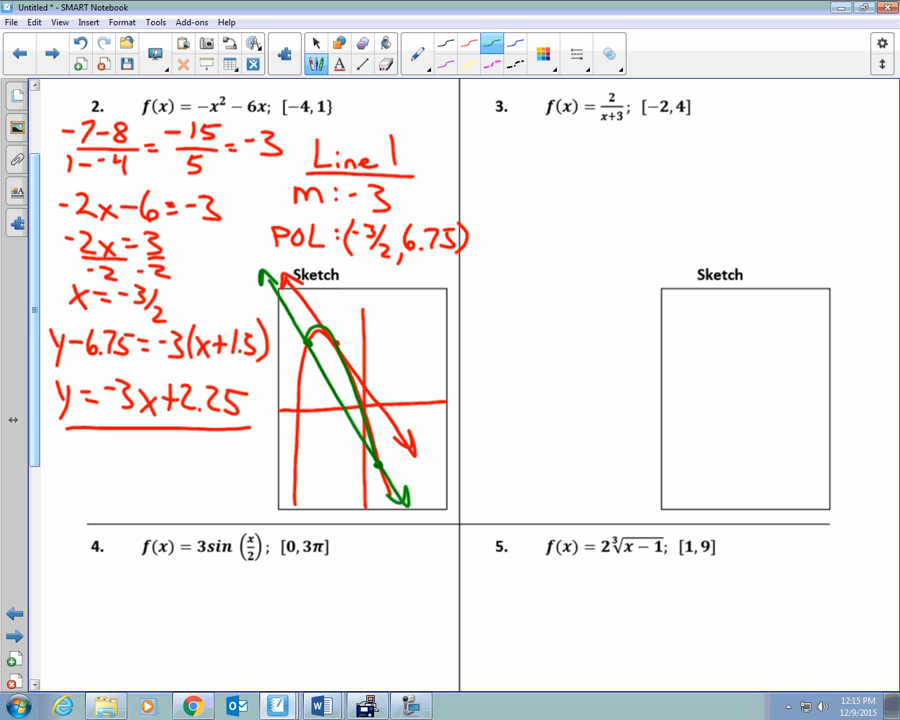 Untitled * - SMART Notebook
File Edit View Insert Format Tools Add-ons Help
2. f(x) = −x² − 6x; [−4, 1}
-7-8/1--4 = -15/5 = -3
-2x-6=-3
-2x=3
-2 -2
x=-3/2
y-6.75=-3(x+1.5)
y=-3x+2.25
Line 1
m:-3
POL:(-3/2, 6.75)
Sketch
3. f(x) = 2/x+3; [−2, 4]
Sketch
4. f(x) = 3sin (x/2); [0, 3π]
5. f(x) = 2∛x − 1; [1, 9]
12:15 PM
12/9/2015